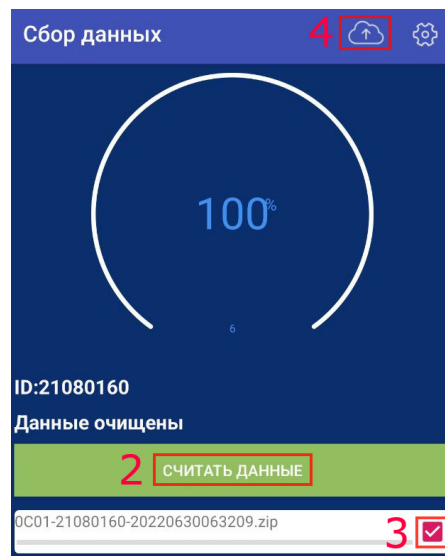 Сбор данных 4
100%
6
ID:21080160
Данные очищены
2 СЧИТАТЬ ДАННЫЕ
0C01-21080160-20220630063209.zip
3